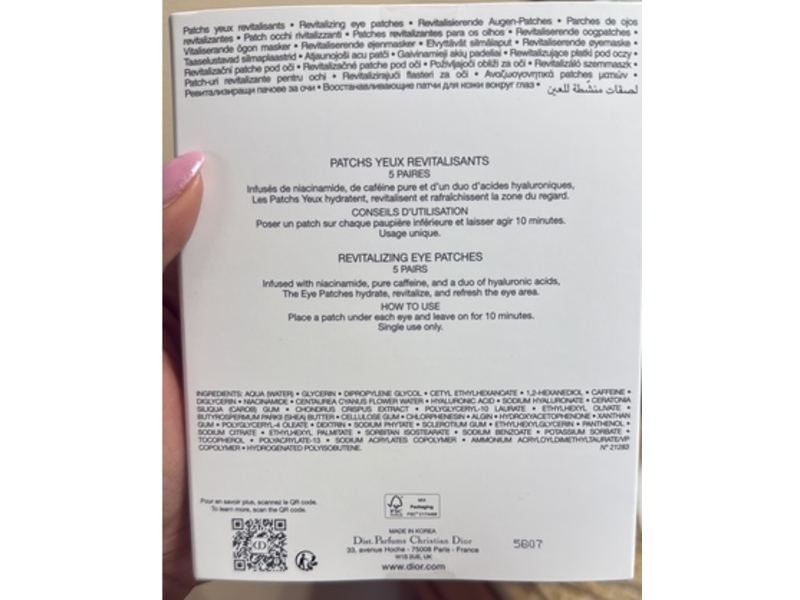 Patchs yeux revitalisants • Revitalizing eye patches • Revitalisierende Augen-Patches • Parches de ojos
revitalizantes • Patch occhi rivitalizzanti • Patches revitalizantes para os olhos • Revitaliserende oogpatches •
Vitaliserande ögon masker • Revitaliserende øjenmasker • Elvyttävät silmälaput • Revitaliserende øyemaske •
Taaselustavad silmaplaastrid • Atjaunojoši acu patči • Gaivinamieji akių padeliai • Rewitalizujące płatki pod oczy •
Revitalizační patche pod oči • Revitalizačné patche pod oči • Poživljajoči obliži za oči • Revitalizáló szemmaszk •
Patch-uri revitalizante pentru ochi • Revitalizirajući flasteri za oči • Αναζωογονητικά patches ματιών •
Ревитализиращи пачове за очи • Восстанавливающие патчи для кожи вокруг глаз • لصقات منشطة للعين
PATCHS YEUX REVITALISANTS
5 PAIRES
Infusés de niacinamide, de caféine pure et d'un duo d'acides hyaluroniques,
Les Patchs Yeux hydratent, revitalisent et rafraîchissent la zone du regard.
CONSEILS D'UTILISATION
Poser un patch sur chaque paupière inférieure et laisser agir 10 minutes.
Usage unique.
REVITALIZING EYE PATCHES
5 PAIRS
Infused with niacinamide, pure caffeine, and a duo of hyaluronic acids,
The Eye Patches hydrate, revitalize, and refresh the eye area.
HOW TO USE
Place a patch under each eye and leave on for 10 minutes.
Single use only.
INGREDIENTS: AQUA (WATER) • GLYCERIN • DIPROPYLENE GLYCOL • CETYL ETHYLHEXANOATE • 1,2-HEXANEDIOL • CAFFEINE •
DIGLYCERIN • NIACINAMIDE • CENTAUREA CYANUS FLOWER WATER • HYALURONIC ACID • SODIUM HYALURONATE • CERATONIA
SILIQUA (CAROB) GUM • CHONDRUS CRISPUS EXTRACT • POLYGLYCERYL-10 LAURATE • ETHYLHEXYL OLIVATE •
BUTYROSPERMUM PARKII (SHEA) BUTTER • CELLULOSE GUM • CHLORPHENESIN • ALGIN • HYDROXYACETOPHENONE • XANTHAN
GUM • POLYGLYCERYL-4 OLEATE • DEXTRIN • SODIUM PHYTATE • SCLEROTIUM GUM • ETHYLHEXYLGLYCERIN • PANTHENOL •
SODIUM CITRATE • ETHYLHEXYL PALMITATE • SORBITAN ISOSTEARATE • SODIUM BENZOATE • POTASSIUM SORBATE •
TOCOPHEROL • POLYACRYLATE-13 • SODIUM ACRYLATES COPOLYMER • AMMONIUM ACRYLOYLDIMETHYLTAURATE/VP
COPOLYMER • HYDROGENATED POLYISOBUTENE. N° 21283
Pour en savoir plus, scannez le QR code.
To learn more, scan the QR code.
CD
FSC
MIX
Packaging
MADE IN KOREA
Dist. Parfums Christian Dior
33, avenue Hoche - 75008 Paris - France
W1S 2UE, UK
www.dior.com
5B07